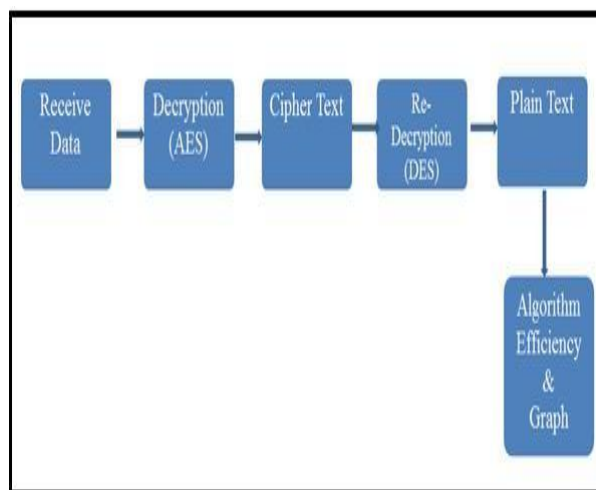 Receive
Data
Decryption
(AES)
Cipher Text
Re-
Decryption
(DES)
Plain Text
Algorithm
Efficiency
&
Graph